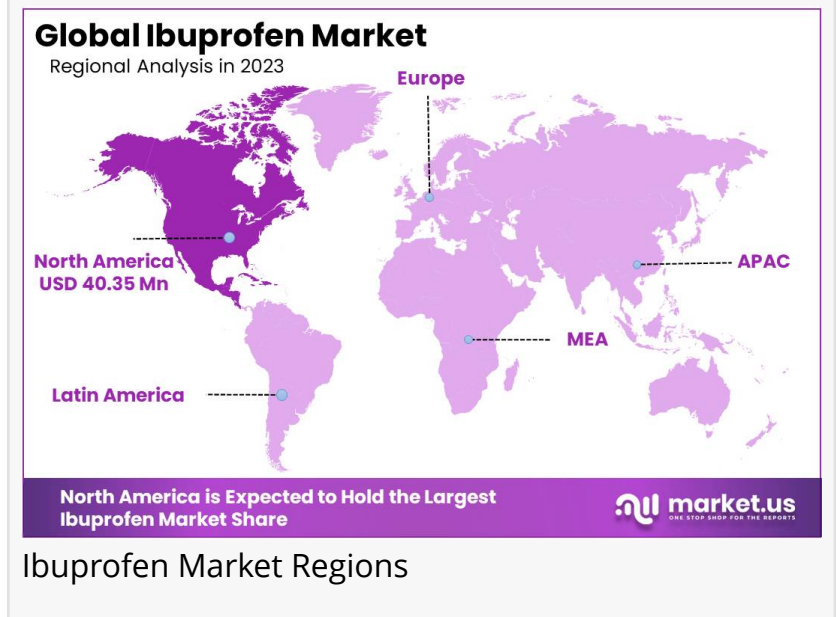 Global Ibuprofen Market
Regional Analysis in 2023
Europe
North America
USD 40.35 Mn
APAC
MEA
Latin America
North America is Expected to Hold the Largest
Ibuprofen Market Share
market.us
ONE STOP SHOP FOR THE REPORTS
Ibuprofen Market Regions